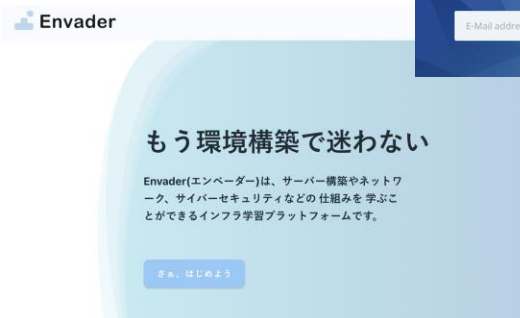 Envader
E-Mail addre
もう環境構築で迷わない
Envader(エンベーダー)は、サーバー構築やネットワ
ーク、サイバーセキュリティなどの 仕組みを 学ぶこ
とができるインフラ学習プラットフォームです。
さぁ、はじめよう